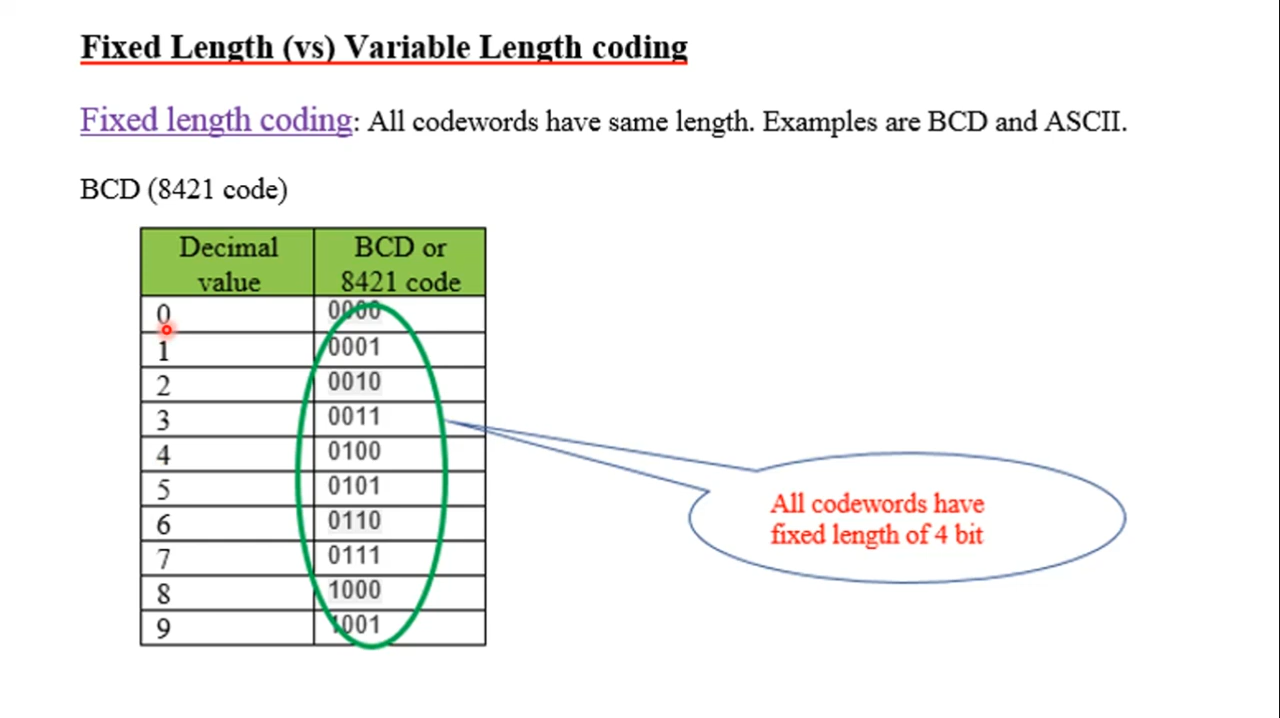 Fixed Length (vs) Variable Length coding
Fixed length coding: All codewords have same length. Examples are BCD and ASCII.
BCD (8421 code)
Decimal value
BCD or 8421 code
0 0000
1 0001
2 0010
3 0011
4 0100
5 0101
6 0110
7 0111
8 1000
9 1001
All codewords have
fixed length of 4 bit